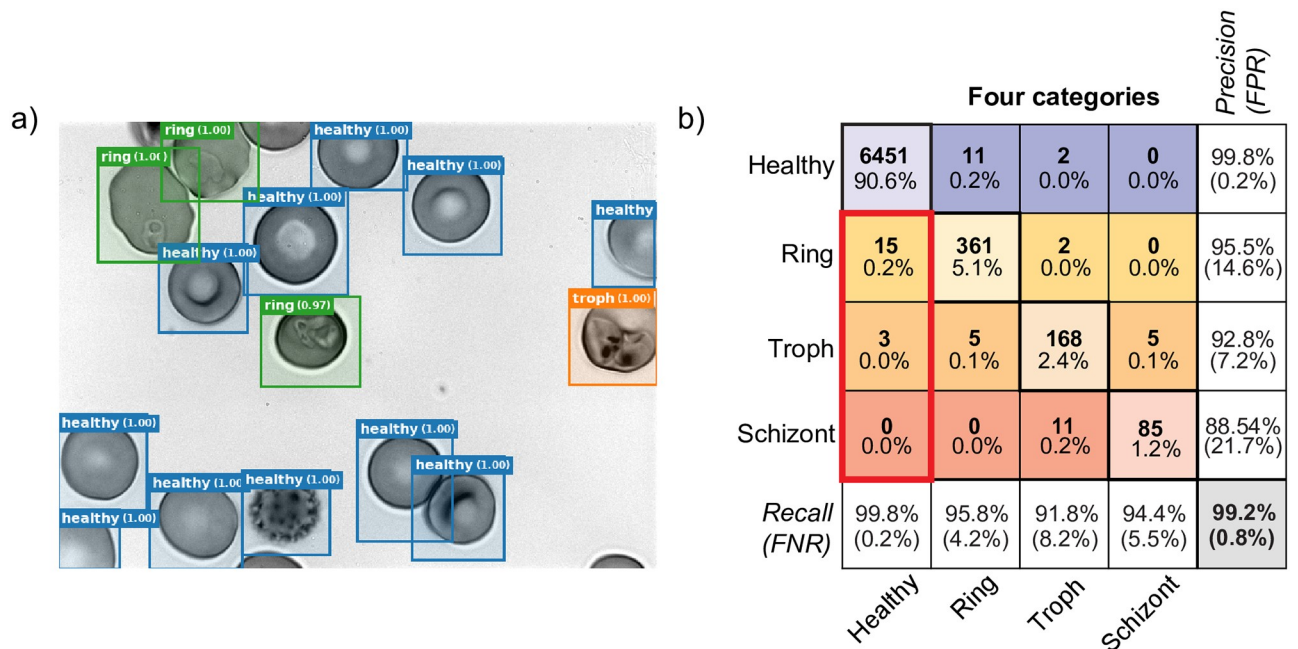 a)
ring (1.00)
healthy (1.00)
ring (1.00)
healthy (1.00)
healthy (1.00)
healthy
healthy (1.00)
ring (0.97)
troph (1.00)
healthy (1.00)
healthy (1.00)
healthy (1.00)
healthy (1.00)
healthy (1.00)
healthy (1.00)
b)
Four categories
Precision
(FPR)
Healthy
6451
90.6%
11
0.2%
2
0.0%
0
0.0%
99.8%
(0.2%)
Ring
15
0.2%
361
5.1%
2
0.0%
0
0.0%
95.5%
(14.6%)
Troph
3
0.0%
5
0.1%
168
2.4%
5
0.1%
92.8%
(7.2%)
Schizont
0
0.0%
0
0.0%
11
0.2%
85
1.2%
88.54%
(21.7%)
Recall
(FNR)
99.8%
(0.2%)
95.8%
(4.2%)
91.8%
(8.2%)
94.4%
(5.5%)
99.2%
(0.8%)
Healthy
Ring
Troph
Schizont